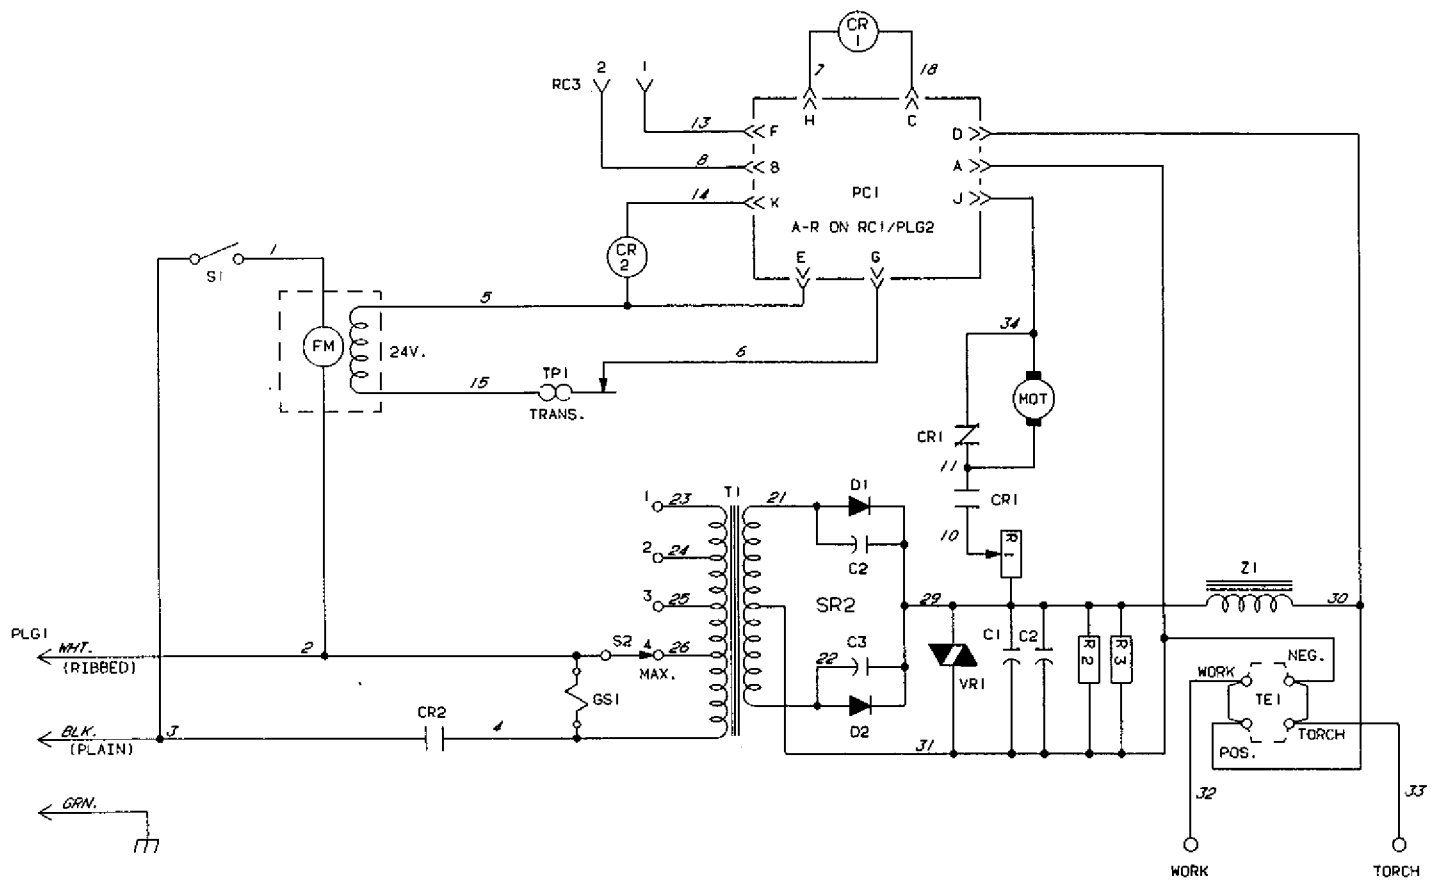 CR
1
7
18
RC3
2
1
H
C
13
F
D
8
B
A
14
K
PC1
J
A-R ON RC1/PLG2
CR
2
E
G
S1
1
5
FM
24V.
6
15
TP1
TRANS.
34
MOT
CR1
11
CR1
10
R
1
T1
1
23
21
D1
2
24
C2
3
25
SR2
29
Z1
30
PLG1
WHT.
(RIBBED)
2
S2
4
26
MAX.
GS1
C3
22
D2
VR1
C1
C2
R 2
R 3
NEG.
WORK
TE1
TORCH
POS.
BLK.
(PLAIN)
3
CR2
4
31
32
33
GRN.
WORK
TORCH